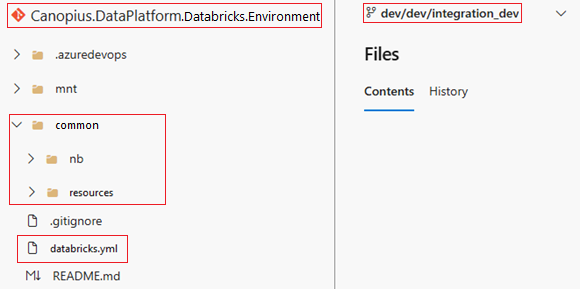 Canopius.DataPlatform.Databricks.Environment
.azuredevops
mnt
common
nb
resources
.gitignore
databricks.yml
README.md
dev/dev/integration_dev
Files
Contents History